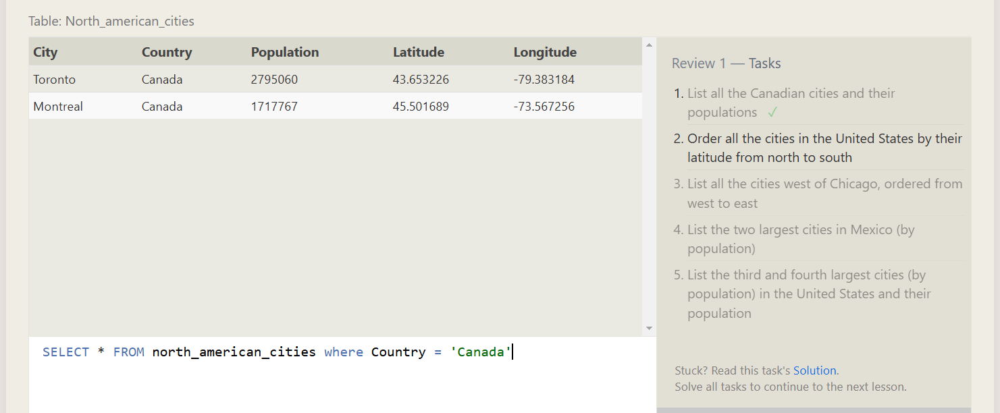 Table: North_american_cities
City Country Population Latitude Longitude
Toronto Canada 2795060 43.653226 -79.383184
Montreal Canada 1717767 45.501689 -73.567256
SELECT * FROM north_american_cities where Country = 'Canada'
Review 1 — Tasks
1. List all the Canadian cities and their
populations ✓
2. Order all the cities in the United States by their
latitude from north to south
3. List all the cities west of Chicago, ordered from
west to east
4. List the two largest cities in Mexico (by
population)
5. List the third and fourth largest cities (by
population) in the United States and their
population
Stuck? Read this task's Solution.
Solve all tasks to continue to the next lesson.